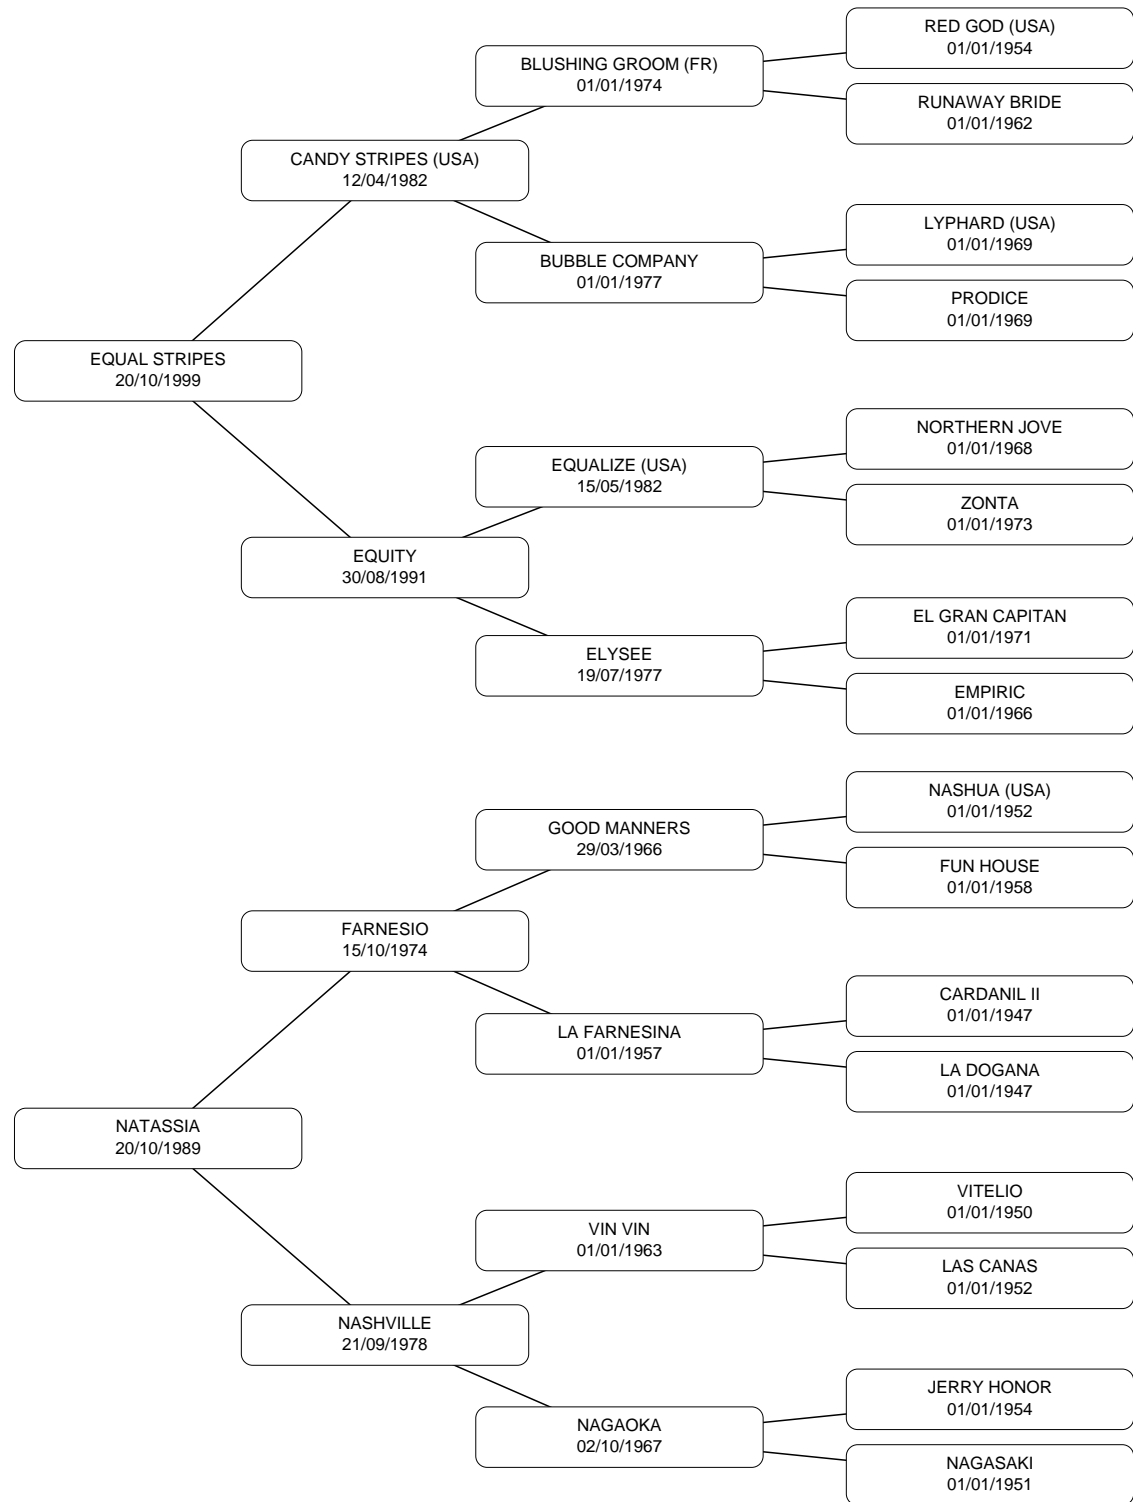 RED GOD (USA)
01/01/1954
BLUSHING GROOM (FR)
01/01/1974
RUNAWAY BRIDE
01/01/1962
CANDY STRIPES (USA)
12/04/1982
LYPHARD (USA)
01/01/1969
BUBBLE COMPANY
01/01/1977
PRODICE
01/01/1969
EQUAL STRIPES
20/10/1999
NORTHERN JOVE
01/01/1968
EQUALIZE (USA)
15/05/1982
ZONTA
01/01/1973
EQUITY
30/08/1991
EL GRAN CAPITAN
01/01/1971
ELYSEE
19/07/1977
EMPIRIC
01/01/1966
NASHUA (USA)
01/01/1952
GOOD MANNERS
29/03/1966
FUN HOUSE
01/01/1958
FARNESIO
15/10/1974
CARDANIL II
01/01/1947
LA FARNESINA
01/01/1957
LA DOGANA
01/01/1947
NATASSIA
20/10/1989
VITELIO
01/01/1950
VIN VIN
01/01/1963
LAS CANAS
01/01/1952
NASHVILLE
21/09/1978
JERRY HONOR
01/01/1954
NAGAOKA
02/10/1967
NAGASAKI
01/01/1951